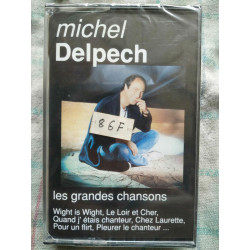 michel
Delpech
86F
les grandes chansons
Wight is Wight, Le Loir et Cher,
Quand j' étais chanteur, Chez Laurette,
Pour un flirt, Pleurer le chanteur ...